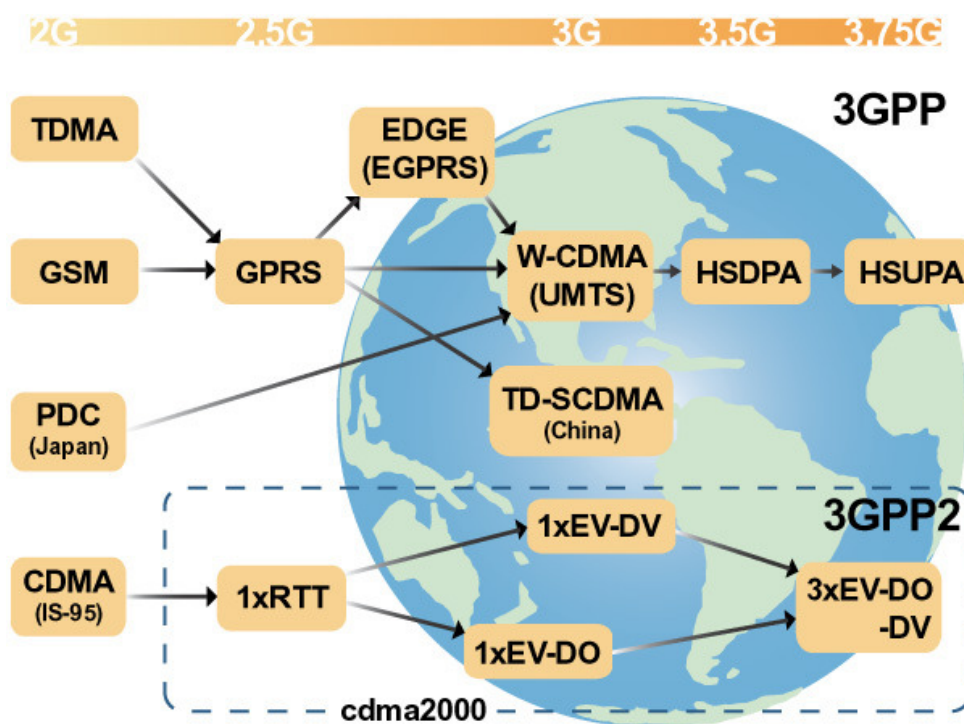 2G 2,5G 3G 3,5G 3,75G
3GPP
TDMA
EDGE
(EGPRS)
GSM
GPRS
W-CDMA
(UMTS)
HSDPA
HSUPA
PDC
(Japan)
TD-SCDMA
(China)
3GPP2
1xEV-DV
CDMA
(IS-95)
1xRTT
3xEV-DO
-DV
1xEV-DO
cdma2000